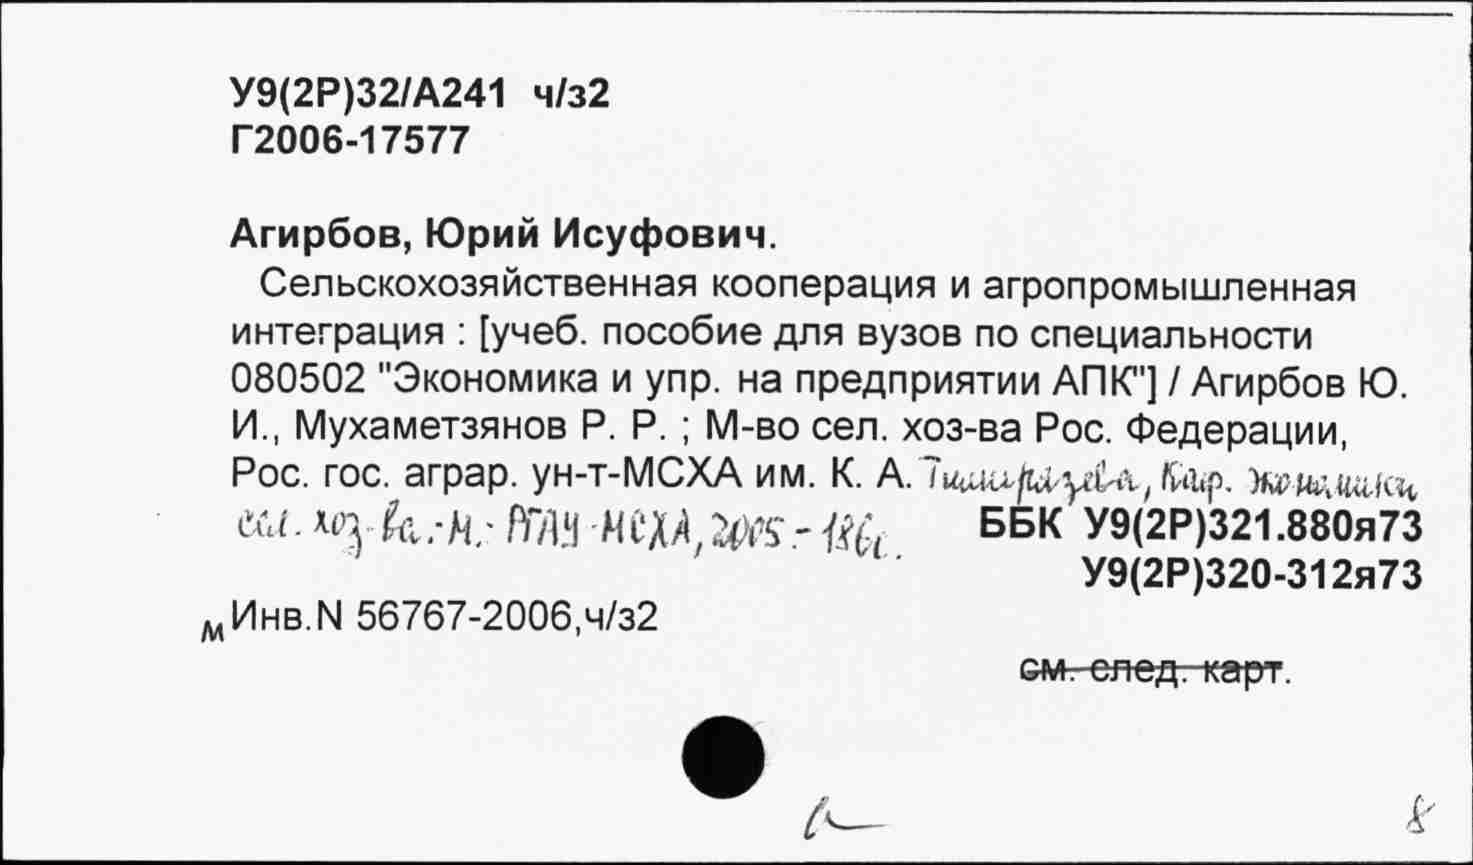 У9(2Р)32/А241 ч/з2
Г2006-17577
Агирбов, Юрий Исуфович.
Сельскохозяйственная кооперация и агропромышленная
интеграция : [учеб. пособие для вузов по специальности
080502 "Экономика и упр. на предприятии АПК"] / Агирбов Ю.
И., Мухаметзянов Р. Р. ; М-во сел. хоз-ва Рос. Федерации,
Рос. гос. аграр. ун-т-МСХА им. К. А. Тимирязева, Каф. экономики
сел. хоз-ва.-М.: РГАУ-МСХА, 2005.- 186с.
ББК У9(2Р)321.880я73
У9(2Р)320-312я73
м Инв.N 56767-2006,ч/з2
см. след. карт.
8